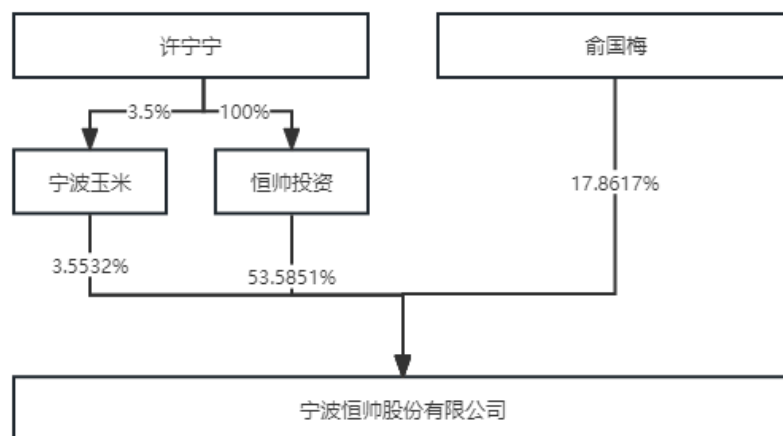 许宁宁
俞国梅
3.5%
100%
宁波玉米
恒帅投资
17.8617%
3.5532%
53.5851%
宁波恒帅股份有限公司